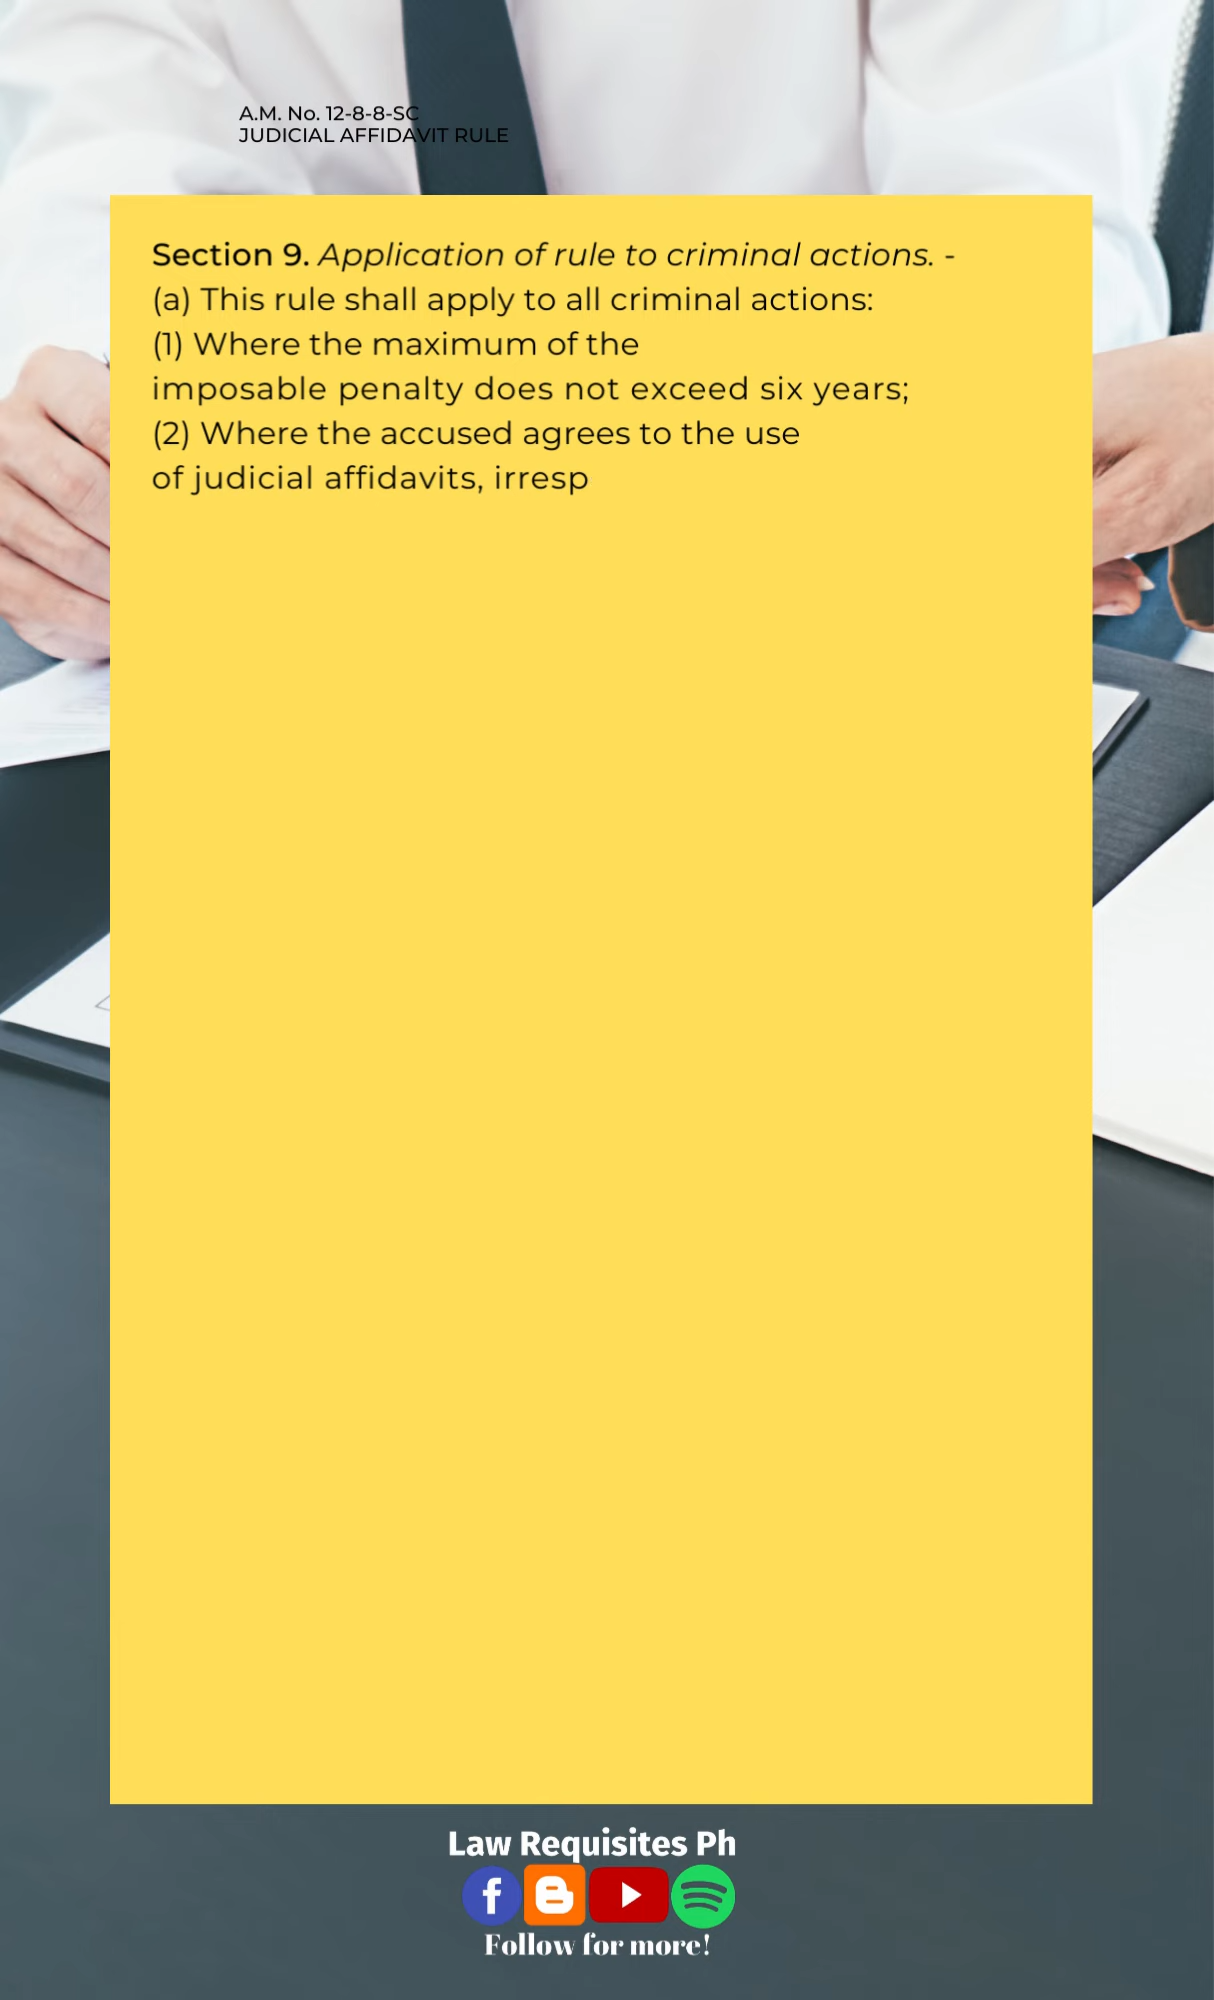 A.M. No. 12-8-8-SC
JUDICIAL AFFIDAVIT RULE
Section 9. Application of rule to criminal actions. -
(a) This rule shall apply to all criminal actions:
(1) Where the maximum of the
imposable penalty does not exceed six years;
(2) Where the accused agrees to the use
of judicial affidavits, irresp
Law Requisites Ph
Follow for more!